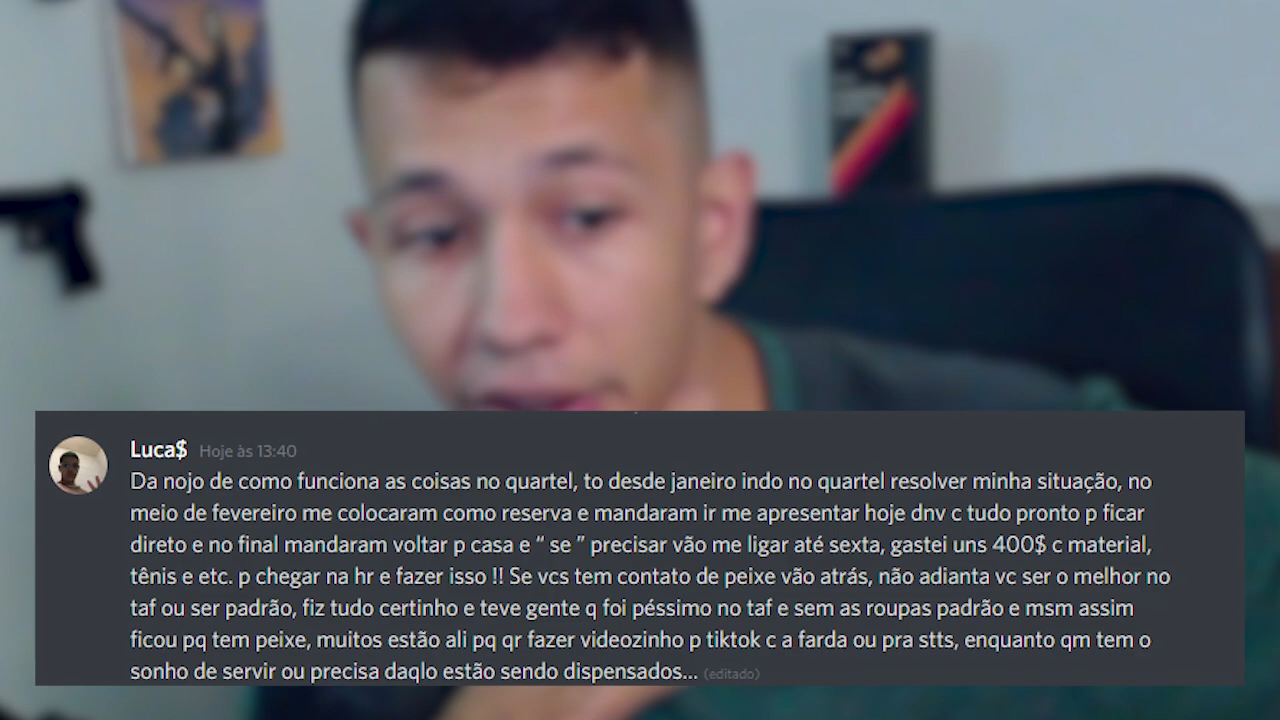 Luca$ Hoje às 13:40
Da nojo de como funciona as coisas no quartel, to desde janeiro indo no quartel resolver minha situação, no
meio de fevereiro me colocaram como reserva e mandaram ir me apresentar hoje dnv c tudo pronto p ficar
direto e no final mandaram voltar p casa e “ se ” precisar vão me ligar até sexta, gastei uns 400$ c material,
tênis e etc. p chegar na hr e fazer isso !! Se vcs tem contato de peixe vão atrás, não adianta vc ser o melhor no
taf ou ser padrão, fiz tudo certinho e teve gente q foi péssimo no taf e sem as roupas padrão e msm assim
ficou pq tem peixe, muitos estão ali pq qr fazer videozinho p tiktok c a farda ou pra stts, enquanto qm tem o
sonho de servir ou precisa daqlo estão sendo dispensados... (editado)